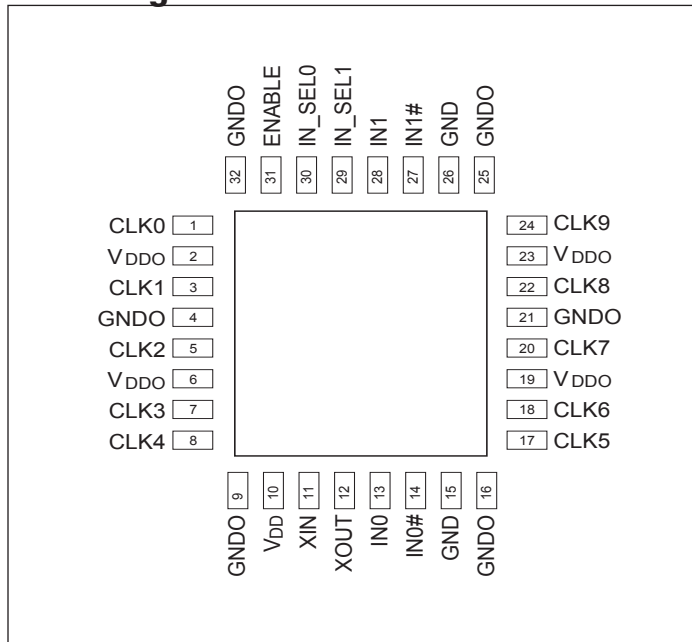 GNDO
ENABLE
IN_SEL0
IN_SEL1
IN1
IN1#
GND
GNDO
32
31
30
29
28
27
26
25
CLK0 1
VDDO 2
CLK1 3
GNDO 4
CLK2 5
VDDO 6
CLK3 7
CLK4 8
24 CLK9
23 VDDO
22 CLK8
21 GNDO
20 CLK7
19 VDDO
18 CLK6
17 CLK5
9
10
11
12
13
14
15
16
GNDO
VDD
XIN
XOUT
IN0
IN0#
GND
GNDO